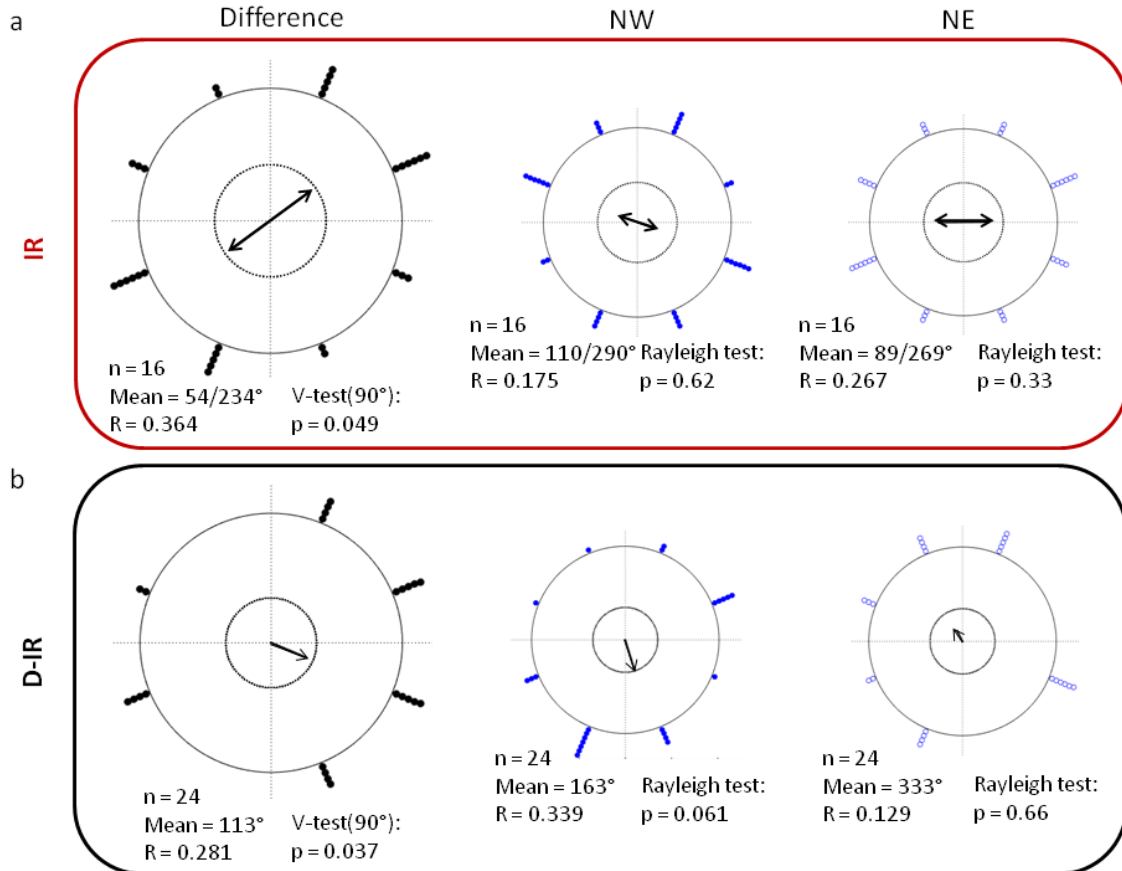 a
Difference
NW
NE
IR
n = 16
Mean = 54/234°
R = 0.364
V-test(90°):
p = 0.049
n = 16
Mean = 110/290°
R = 0.175
Rayleigh test:
p = 0.62
n = 16
Mean = 89/269°
R = 0.267
Rayleigh test:
p = 0.33
b
D-IR
n = 24
Mean = 113°
R = 0.281
V-test(90°):
p = 0.037
n = 24
Mean = 163°
R = 0.339
Rayleigh test:
p = 0.061
n = 24
Mean = 333°
R = 0.129
Rayleigh test:
p = 0.66